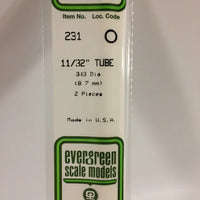 Item No. Loc. Code
231
11/32" TUBE
.343 Dia
(8.7 mm)
2 Pieces
Made in U.S.A.
evergreen
scale models